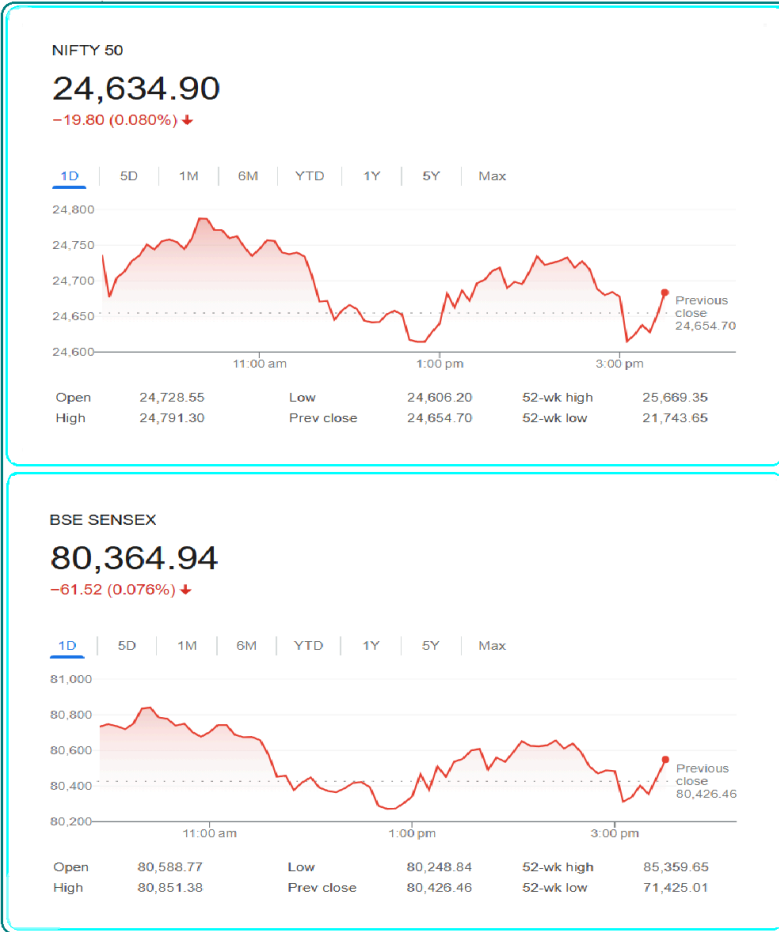 NIFTY 50
24,634.90
−19.80 (0.080%)
1D 5D 1M 6M YTD 1Y 5Y Max
24,800
24,750
24,700
24,650
24,600
Previous
close
24,654.70
11:00 am 1:00 pm 3:00 pm
Open 24,728.55 Low 24,606.20 52-wk high 25,669.35
High 24,791.30 Prev close 24,654.70 52-wk low 21,743.65
BSE SENSEX
80,364.94
−61.52 (0.076%)
1D 5D 1M 6M YTD 1Y 5Y Max
81,000
80,800
80,600
80,400
80,200
Previous
close
80,426.46
11:00 am 1:00 pm 3:00 pm
Open 80,588.77 Low 80,248.84 52-wk high 85,359.65
High 80,851.38 Prev close 80,426.46 52-wk low 71,425.01